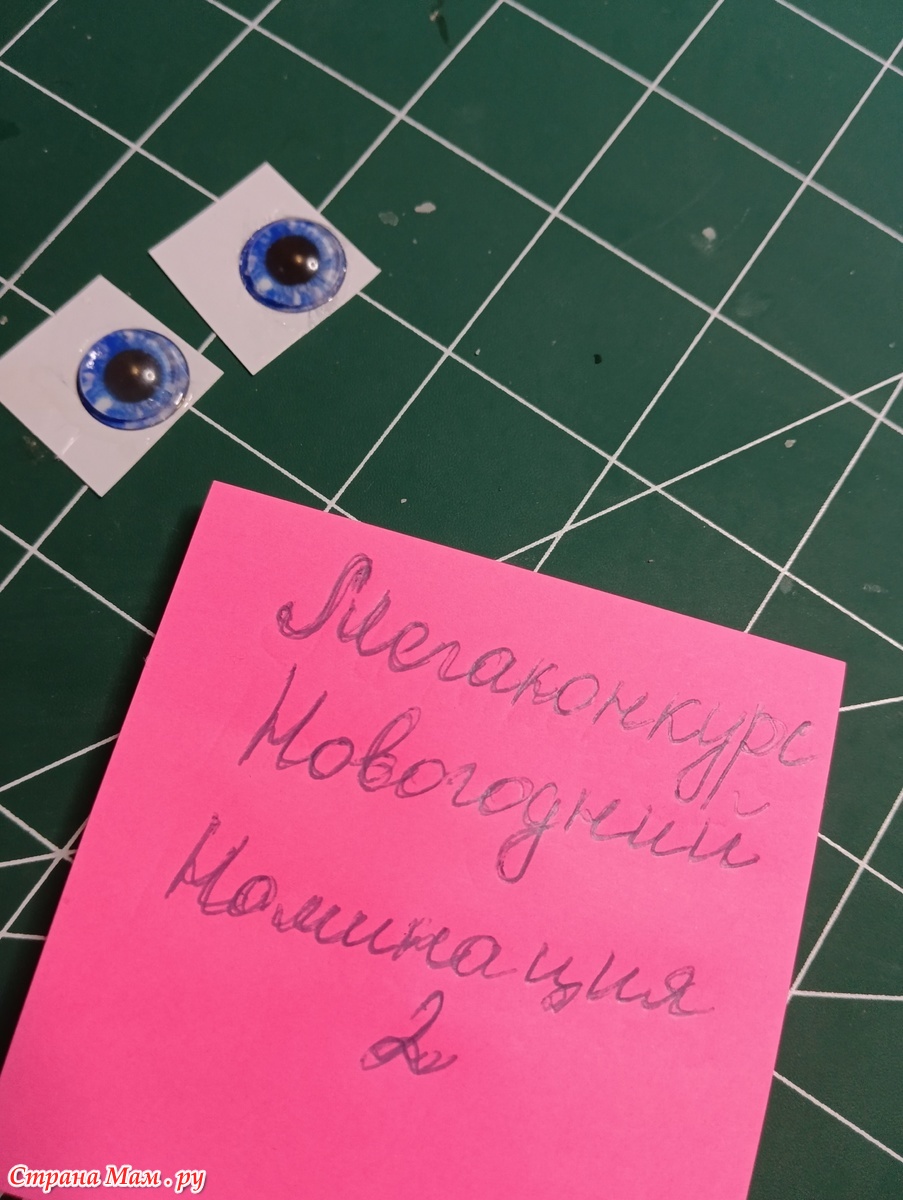 Мегаконкурс
Новогодний
Номинация
2
Страна Мам.ру